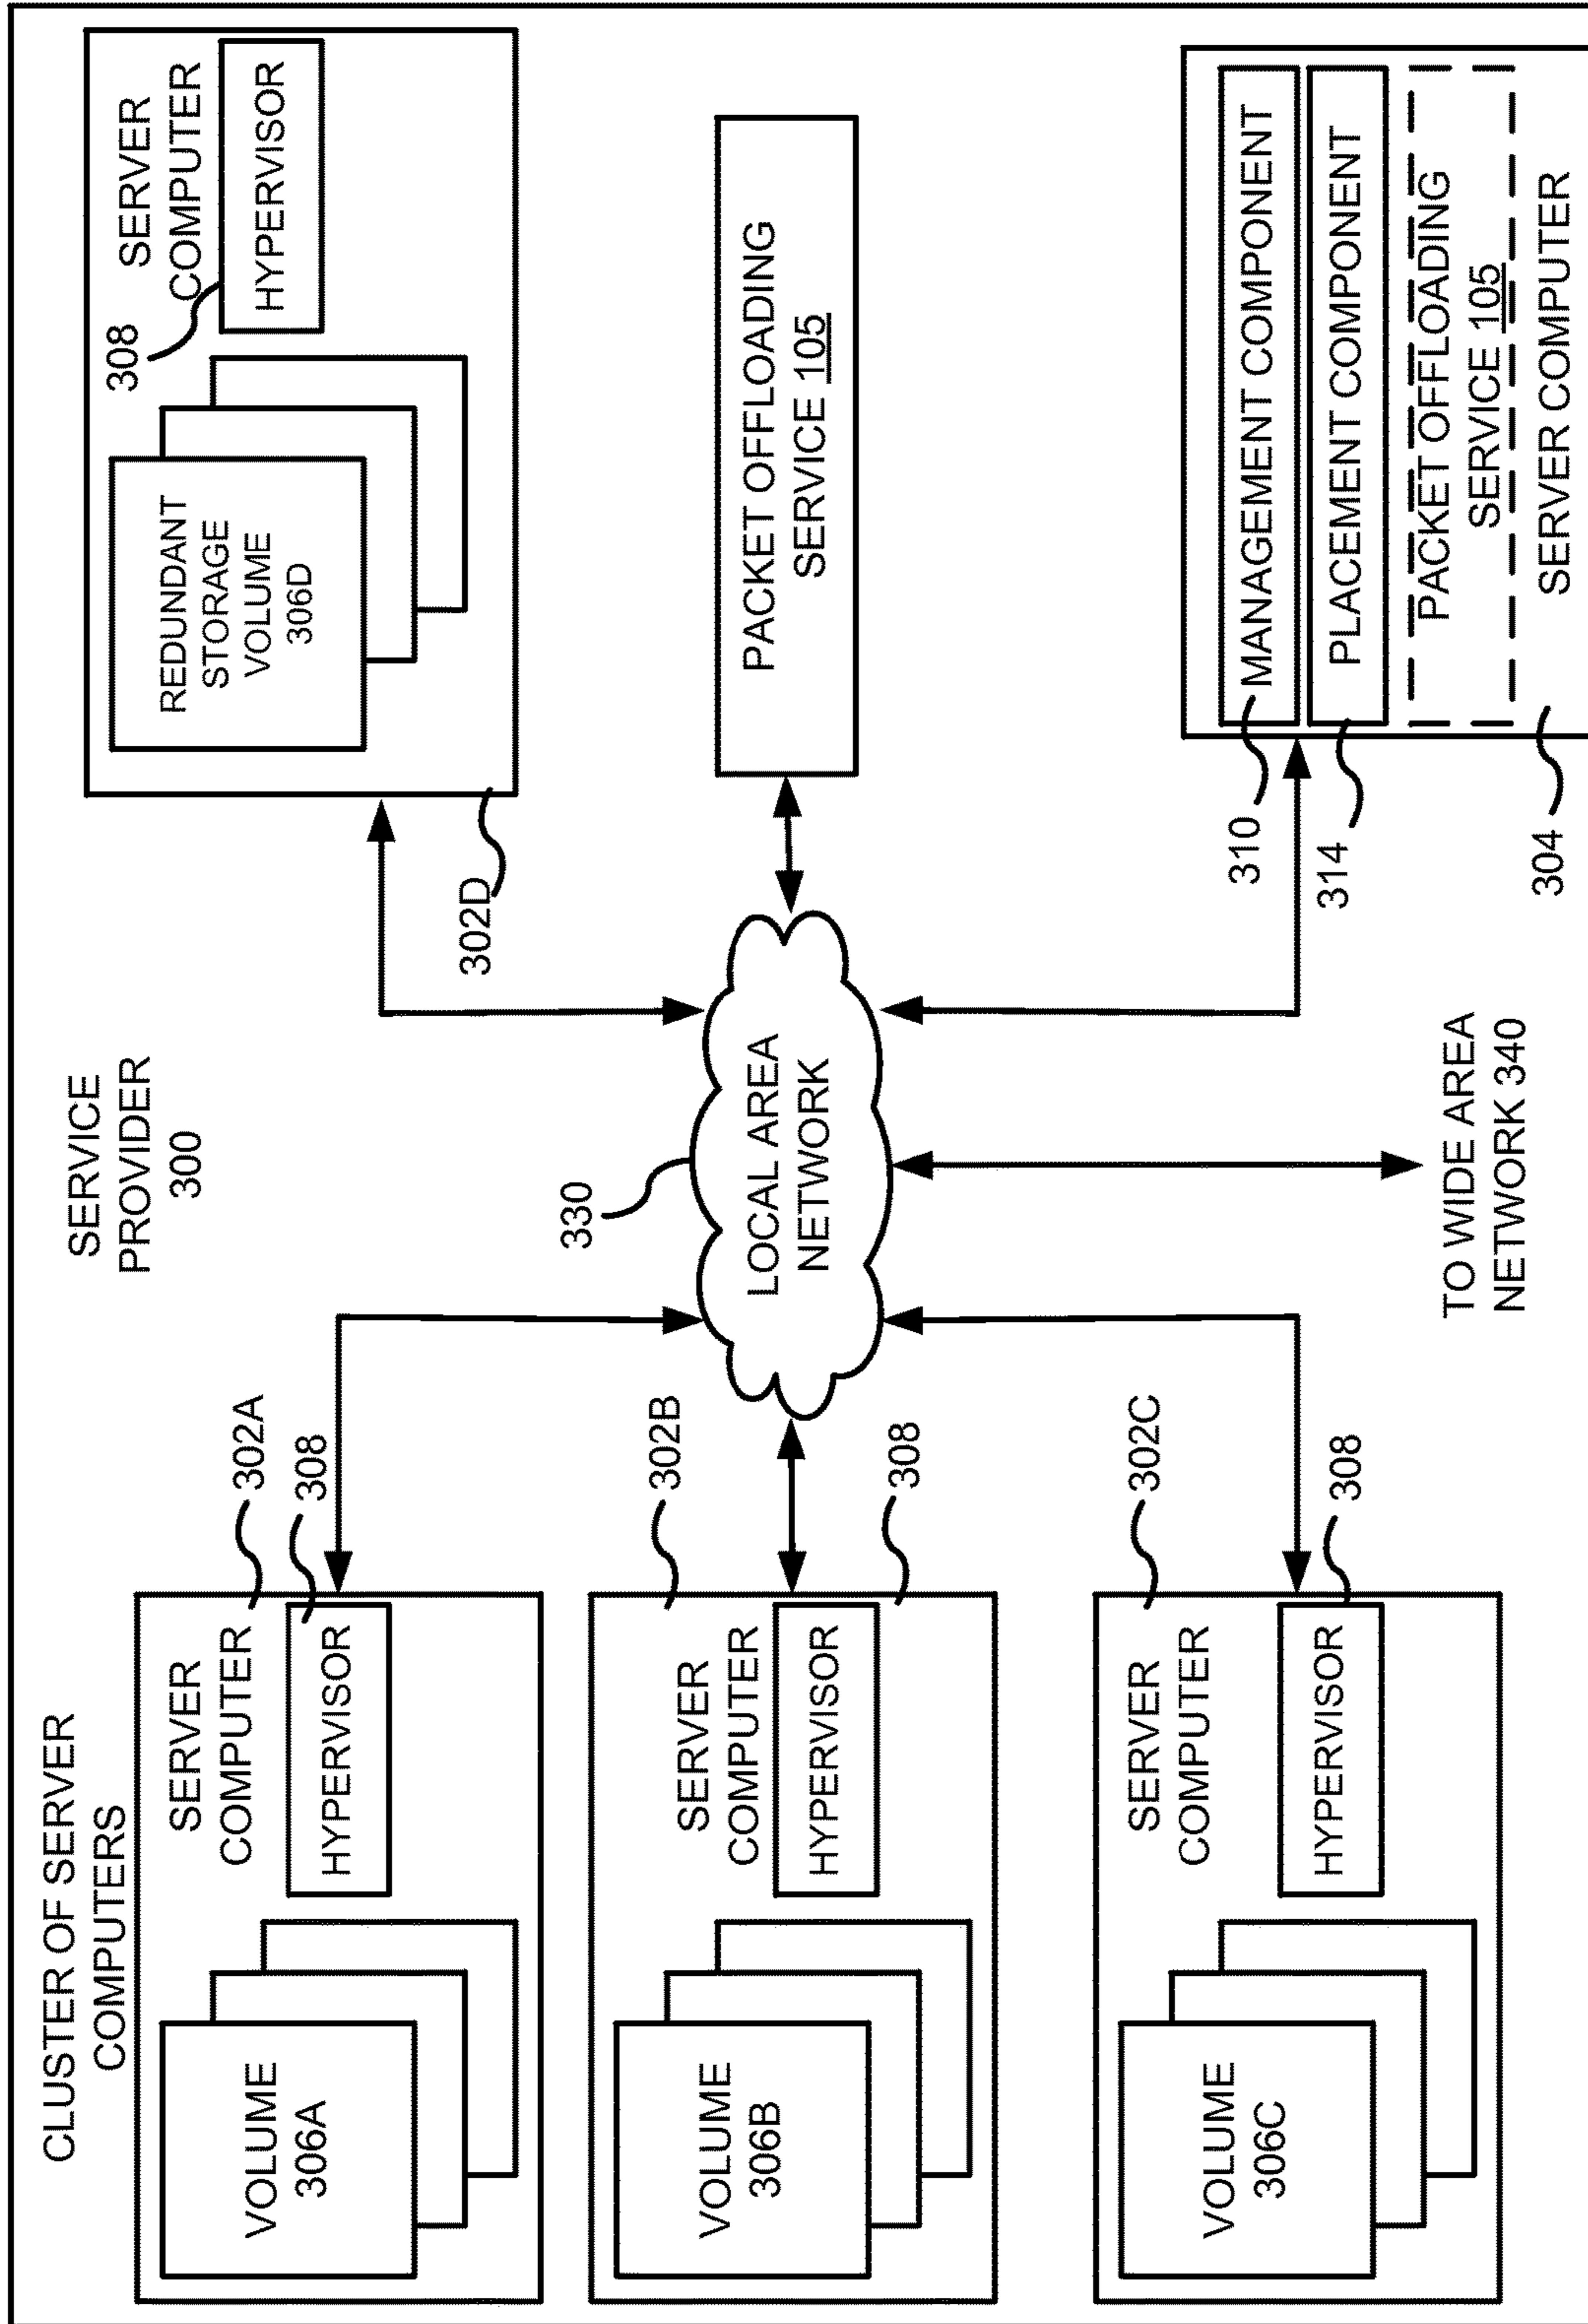 SERVICE
PROVIDER
300
CLUSTER OF SERVER
COMPUTERS
VOLUME
306A
SERVER
COMPUTER
HYPERVISOR
302A
308
VOLUME
306B
SERVER
COMPUTER
HYPERVISOR
302B
308
VOLUME
306C
SERVER
COMPUTER
HYPERVISOR
302C
308
330
LOCAL AREA
NETWORK
TO WIDE AREA
NETWORK 340
302D
REDUNDANT
STORAGE
VOLUME
306D
308
SERVER
COMPUTER
HYPERVISOR
PACKET OFFLOADING
SERVICE 105
310
314
304
MANAGEMENT COMPONENT
PLACEMENT COMPONENT
PACKET OFFLOADING
SERVICE 105
SERVER COMPUTER